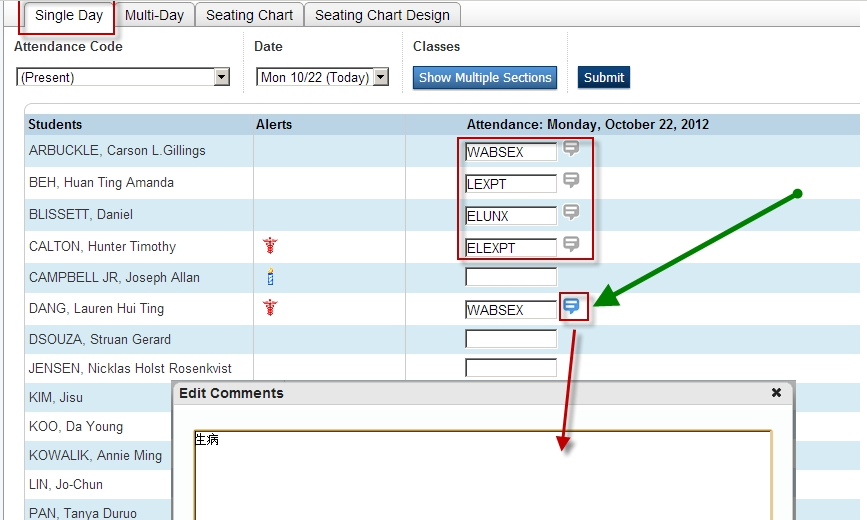 Single Day Multi-Day Seating Chart Seating Chart Design
Attendance Code Date Classes
(Present) Mon 10/22 (Today) Show Multiple Sections Submit
Students Alerts Attendance: Monday, October 22, 2012
ARBUCKLE, Carson L.Gillings WABSEX
BEH, Huan Ting Amanda LEXPT
BLISSETT, Daniel ELUNX
CALTON, Hunter Timothy ELEXPT
CAMPBELL JR, Joseph Allan
DANG, Lauren Hui Ting WABSEX
DSOUZA, Struan Gerard
JENSEN, Nicklas Holst Rosenkvist
KIM, Jisu
Edit Comments
KOO, Da Young
生病
KOWALIK, Annie Ming
LIN, Jo-Chun
PAN, Tanya Duruo